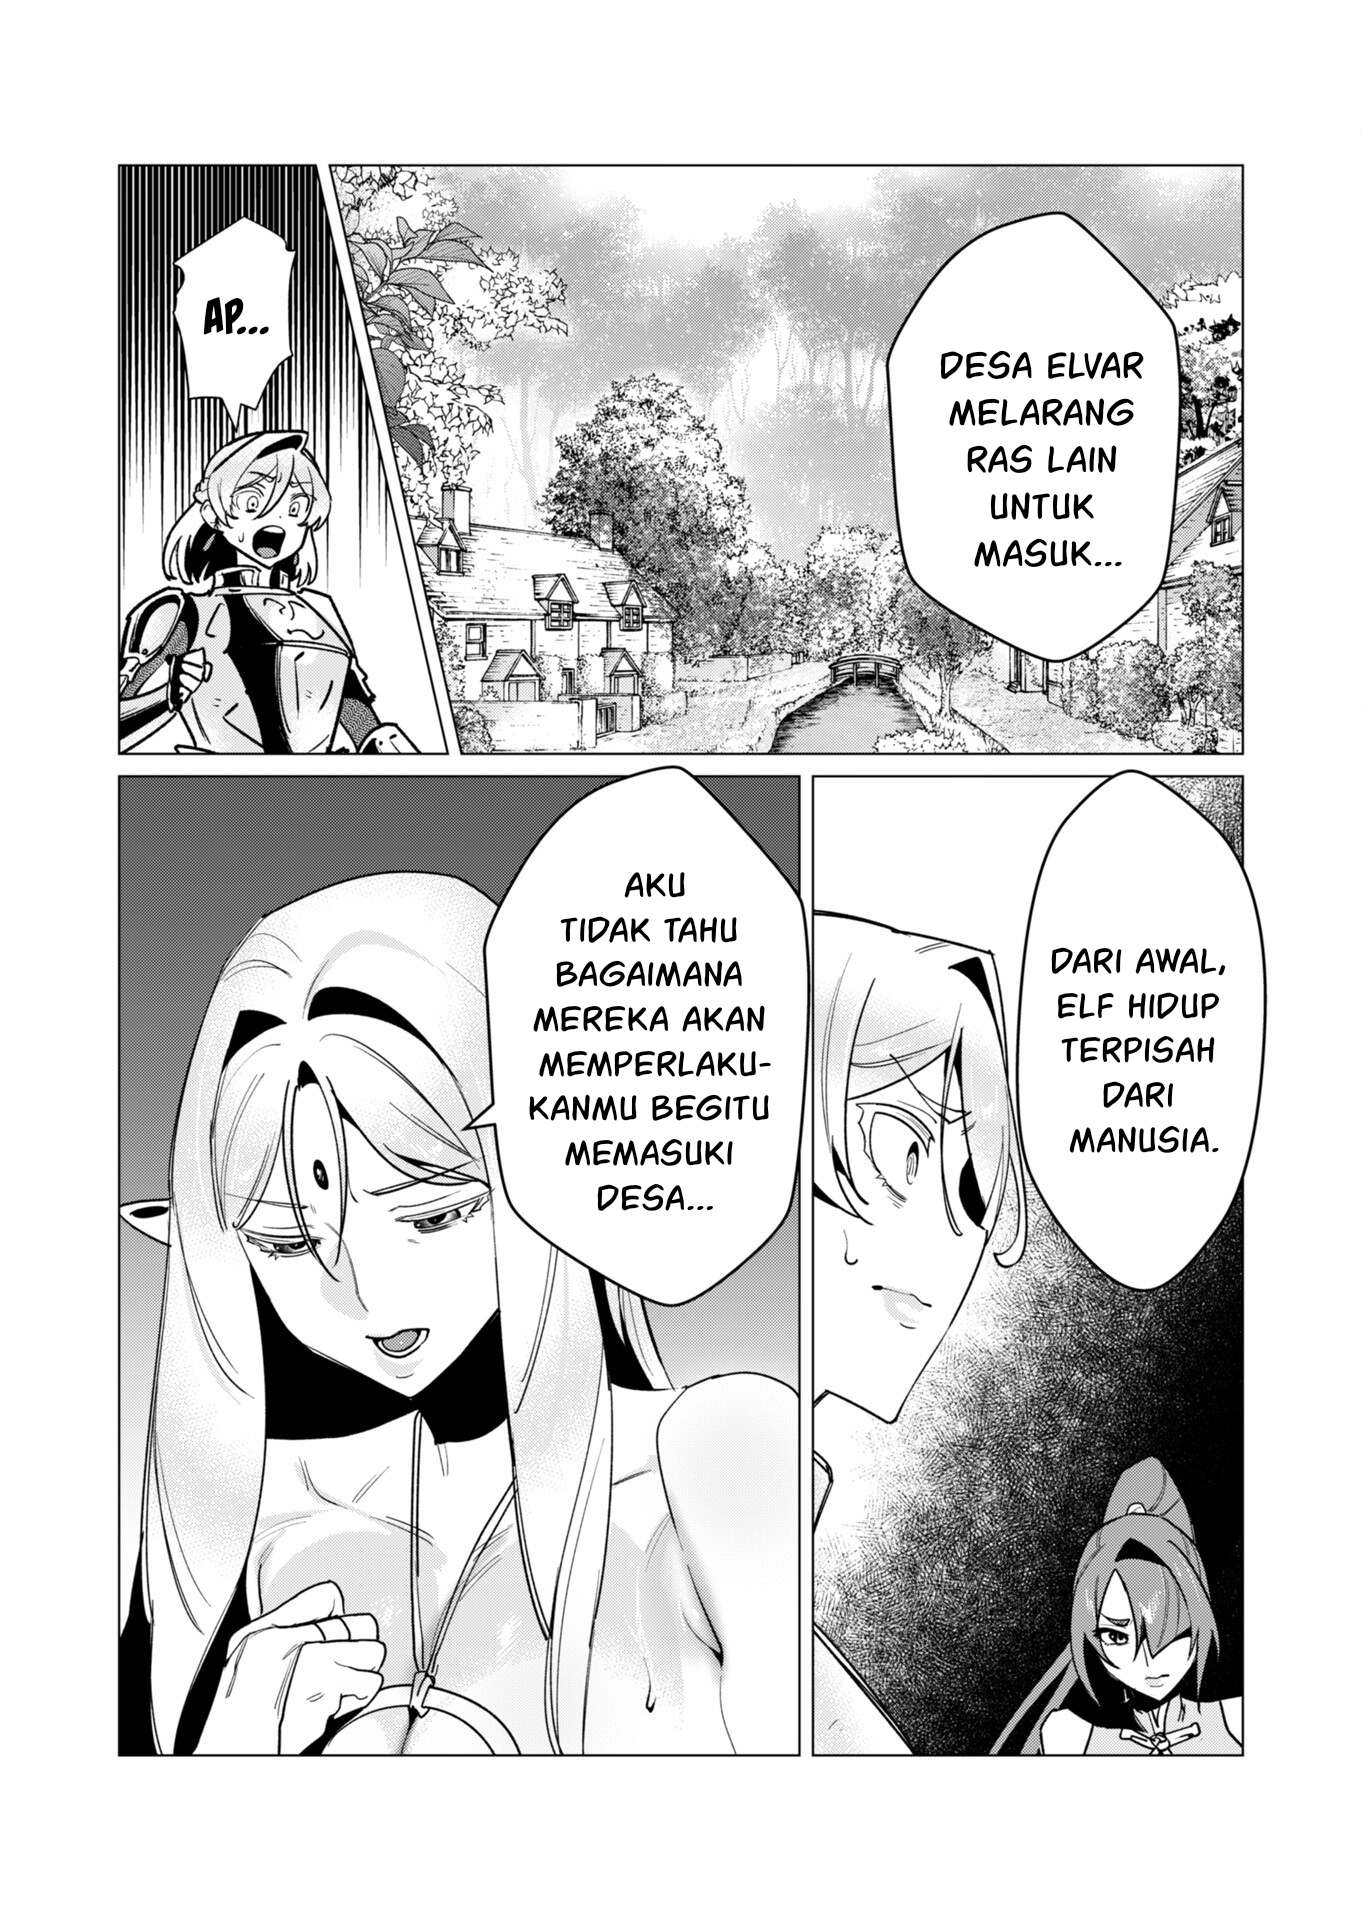 DESA ELVAR
MELARANG
RAS LAIN
UNTUK
MASUK...
AP...
DARI AWAL,
ELF HIDUP
TERPISAH
DARI
MANUSIA.
AKU
TIDAK TAHU
BAGAIMANA
MEREKA AKAN
MEMPERLAKU-
KANMU BEGITU
MEMASUKI
DESA...